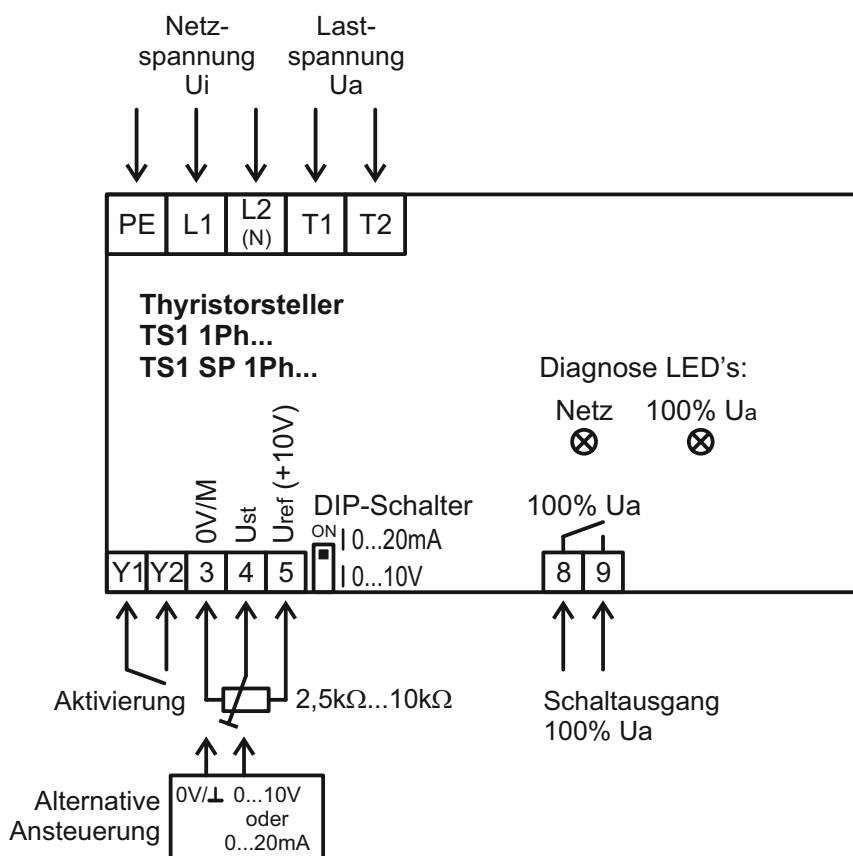 Netz-
spannung
Ui
Last-
spannung
Ua
PE L1 L2 (N) T1 T2
Thyristorsteller
TS1 1Ph...
TS1 SP 1Ph...
Diagnose LED's:
Netz 100% Ua
0V/M
Ust
Uref (+10V)
DIP-Schalter
ON
0...20mA
0...10V
100% Ua
Y1 Y2 3 4 5
8 9
Aktivierung
2,5kΩ...10kΩ
Schaltausgang
100% Ua
Alternative
Ansteuerung
0V/⊥ 0...10V
oder
0...20mA